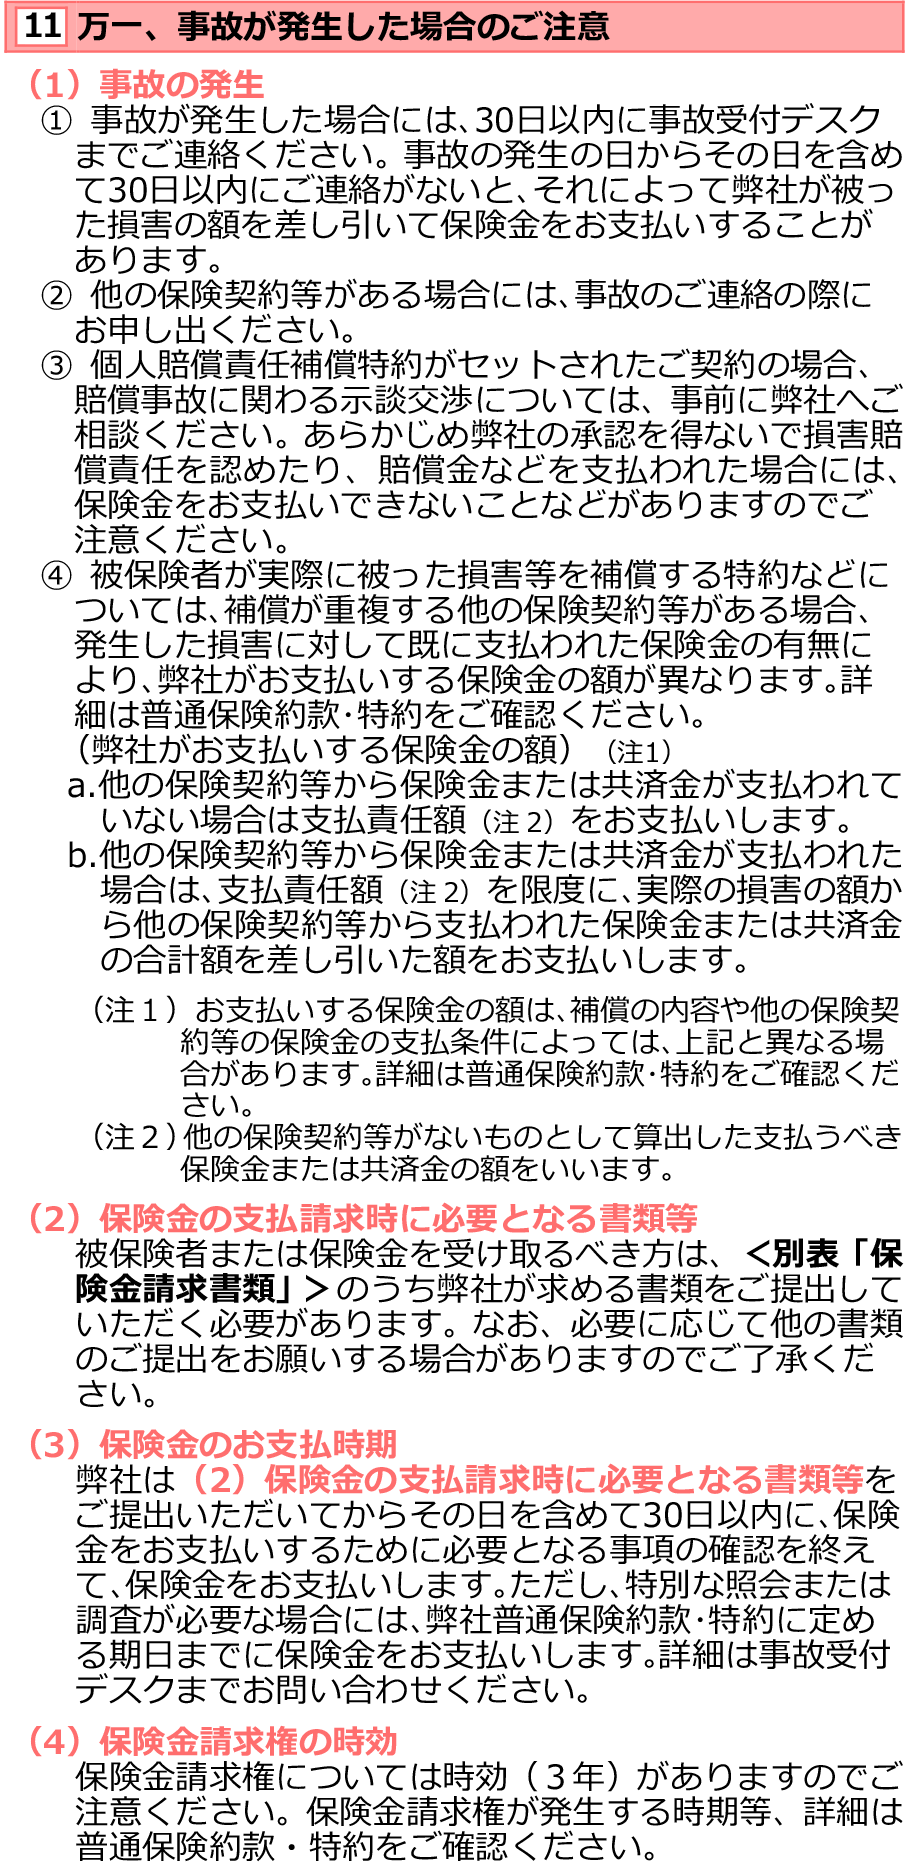 11 万一、事故が発生した場合のご注意
（1）事故の発生
① 事故が発生した場合には､30日以内に事故受付デスク
までご連絡ください。事故の発生の日からその日を含め
て30日以内にご連絡がないと､それによって弊社が被っ
た損害の額を差し引いて保険金をお支払いすることが
あります。
② 他の保険契約等がある場合には､事故のご連絡の際に
お申し出ください。
③ 個人賠償責任補償特約がセットされたご契約の場合、
賠償事故に関わる示談交渉については、事前に弊社へご
相談ください。あらかじめ弊社の承認を得ないで損害賠
償責任を認めたり、賠償金などを支払われた場合には､
保険金をお支払いできないことなどがありますのでご
注意ください。
④ 被保険者が実際に被った損害等を補償する特約などに
ついては､補償が重複する他の保険契約等がある場合、
発生した損害に対して既に支払われた保険金の有無に
より､弊社がお支払いする保険金の額が異なります｡詳
細は普通保険約款･特約をご確認ください。
（弊社がお支払いする保険金の額）（注1）
a.他の保険契約等から保険金または共済金が支払われて
いない場合は支払責任額（注２）をお支払いします。
b.他の保険契約等から保険金または共済金が支払われた
場合は､支払責任額（注２）を限度に､実際の損害の額か
ら他の保険契約等から支払われた保険金または共済金
の合計額を差し引いた額をお支払いします。
（注１）お支払いする保険金の額は､補償の内容や他の保険契
約等の保険金の支払条件によっては､上記と異なる場
合があります｡詳細は普通保険約款･特約をご確認くだ
さい。
（注２）他の保険契約等がないものとして算出した支払うべき
保険金または共済金の額をいいます。
（2）保険金の支払請求時に必要となる書類等
被保険者または保険金を受け取るべき方は、＜別表「保
険金請求書類」＞のうち弊社が求める書類をご提出して
いただく必要があります。なお、必要に応じて他の書類
のご提出をお願いする場合がありますのでご了承くだ
さい。
（3）保険金のお支払時期
弊社は（2）保険金の支払請求時に必要となる書類等を
ご提出いただいてからその日を含めて30日以内に､保険
金をお支払いするために必要となる事項の確認を終え
て､保険金をお支払いします｡ただし､特別な照会または
調査が必要な場合には､弊社普通保険約款･特約に定め
る期日までに保険金をお支払いします｡詳細は事故受付
デスクまでお問い合わせください。
（4）保険金請求権の時効
保険金請求権については時効（３年）がありますのでご
注意ください。保険金請求権が発生する時期等、詳細は
普通保険約款・特約をご確認ください。